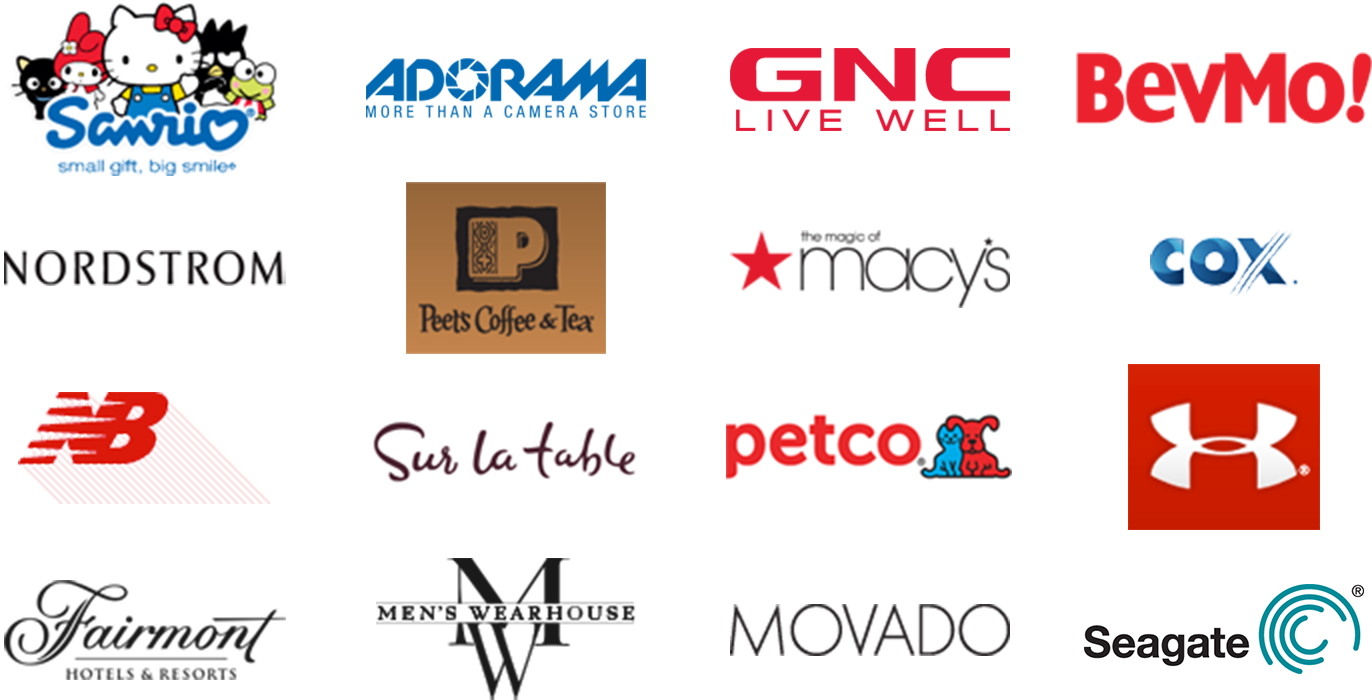 Sanrio®
small gift, big smile
ADORAMA
MORE THAN A CAMERA STORE
GNC
LIVE WELL
BevMo!
NORDSTROM
P
Peet's Coffee & Tea
the magic of
macy's
COX
NB
Sur la table
petco®
®
Fairmont
HOTELS & RESORTS
M
MEN'S WEARHOUSE
W
MOVADO
Seagate®